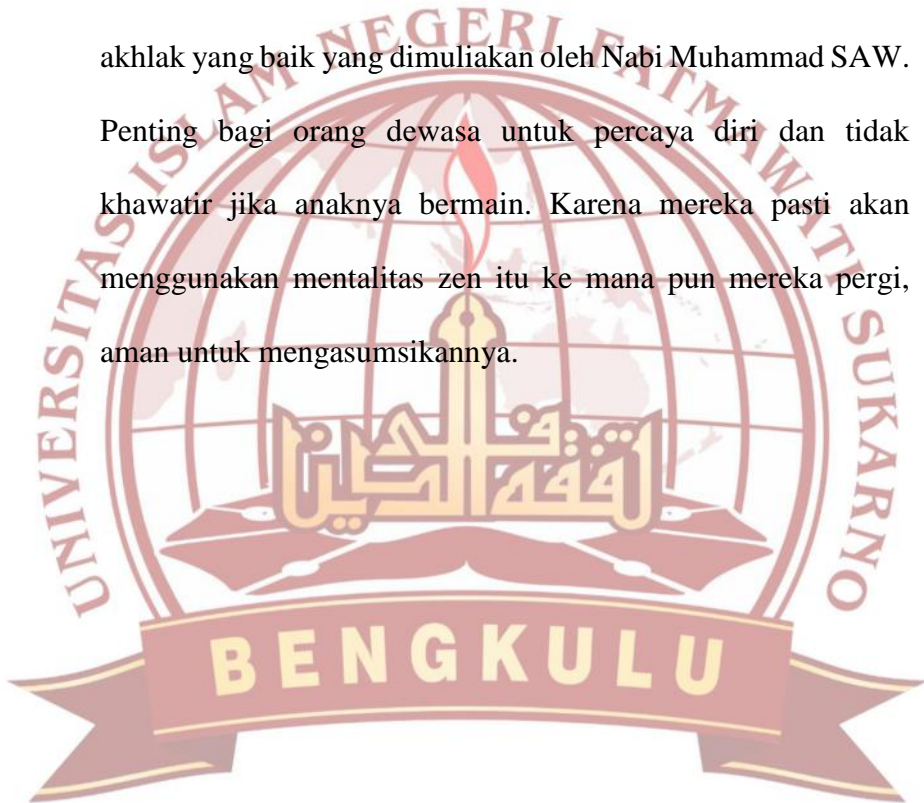 akhlak yang baik yang dimuliakan oleh Nabi Muhammad SAW.
Penting bagi orang dewasa untuk percaya diri dan tidak
khawatir jika anaknya bermain. Karena mereka pasti akan
menggunakan mentalitas zen itu ke mana pun mereka pergi,
aman untuk mengasumsikannya.
UNIVERSITAS ISLAM NEGERI FATMAWATI SUKARNO
BENGKULU